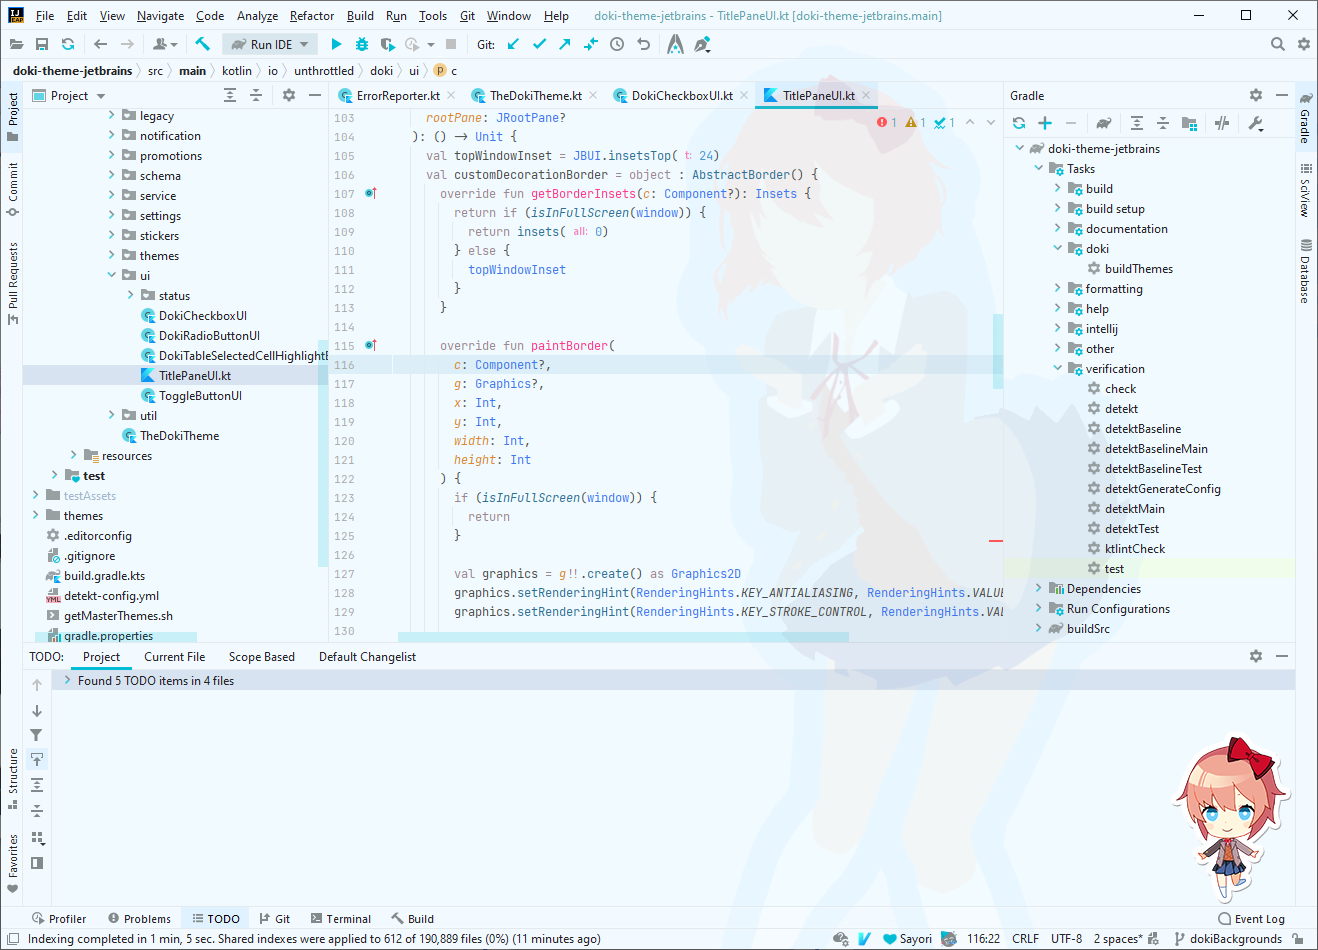 IJ EAP File Edit View Navigate Code Analyze Refactor Build Run Tools Git Window Help doki-theme-jetbrains - TitlePaneUI.kt [doki-theme-jetbrains.main]
Run IDE Git:
doki-theme-jetbrains src main kotlin io unthrottled doki ui c
Project
Commit
Pull Requests
Structure
Favorites
Project
legacy
notification
promotions
schema
service
settings
stickers
themes
ui
status
DokiCheckboxUI
DokiRadioButtonUI
DokiTableSelectedCellHighlightB
TitlePaneUI.kt
ToggleButtonUI
util
TheDokiTheme
resources
test
testAssets
themes
.editorconfig
.gitignore
build.gradle.kts
detekt-config.yml
getMasterThemes.sh
gradle.properties
ErrorReporter.kt TheDokiTheme.kt DokiCheckboxUI.kt TitlePaneUI.kt
1 1 1
103 rootPane: JRootPane?
104 ): () -> Unit {
105 val topWindowInset = JBUI.insetsTop( t: 24)
106 val customDecorationBorder = object : AbstractBorder() {
107 override fun getBorderInsets(c: Component?): Insets {
108 return if (isInFullScreen(window)) {
109 return insets( all: 0)
110 } else {
111 topWindowInset
112 }
113 }
114
115 override fun paintBorder(
116 c: Component?,
117 g: Graphics?,
118 x: Int,
119 y: Int,
120 width: Int,
121 height: Int
122 ) {
123 if (isInFullScreen(window)) {
124 return
125 }
126
127 val graphics = g!!.create() as Graphics2D
128 graphics.setRenderingHint(RenderingHints.KEY_ANTIALIASING, RenderingHints.VALUE
129 graphics.setRenderingHint(RenderingHints.KEY_STROKE_CONTROL, RenderingHints.VAL
130
Gradle
doki-theme-jetbrains
Tasks
build
build setup
documentation
doki
buildThemes
formatting
help
intellij
other
verification
check
detekt
detektBaseline
detektBaselineMain
detektBaselineTest
detektGenerateConfig
detektMain
detektTest
ktlintCheck
test
Dependencies
Run Configurations
buildSrc
Gradle
SciView
Database
TODO: Project Current File Scope Based Default Changelist
Found 5 TODO items in 4 files
Profiler Problems TODO Git Terminal Build Event Log
Indexing completed in 1 min, 5 sec. Shared indexes were applied to 612 of 190,889 files (0%) (11 minutes ago) Sayori 116:22 CRLF UTF-8 2 spaces* dokiBackgrounds